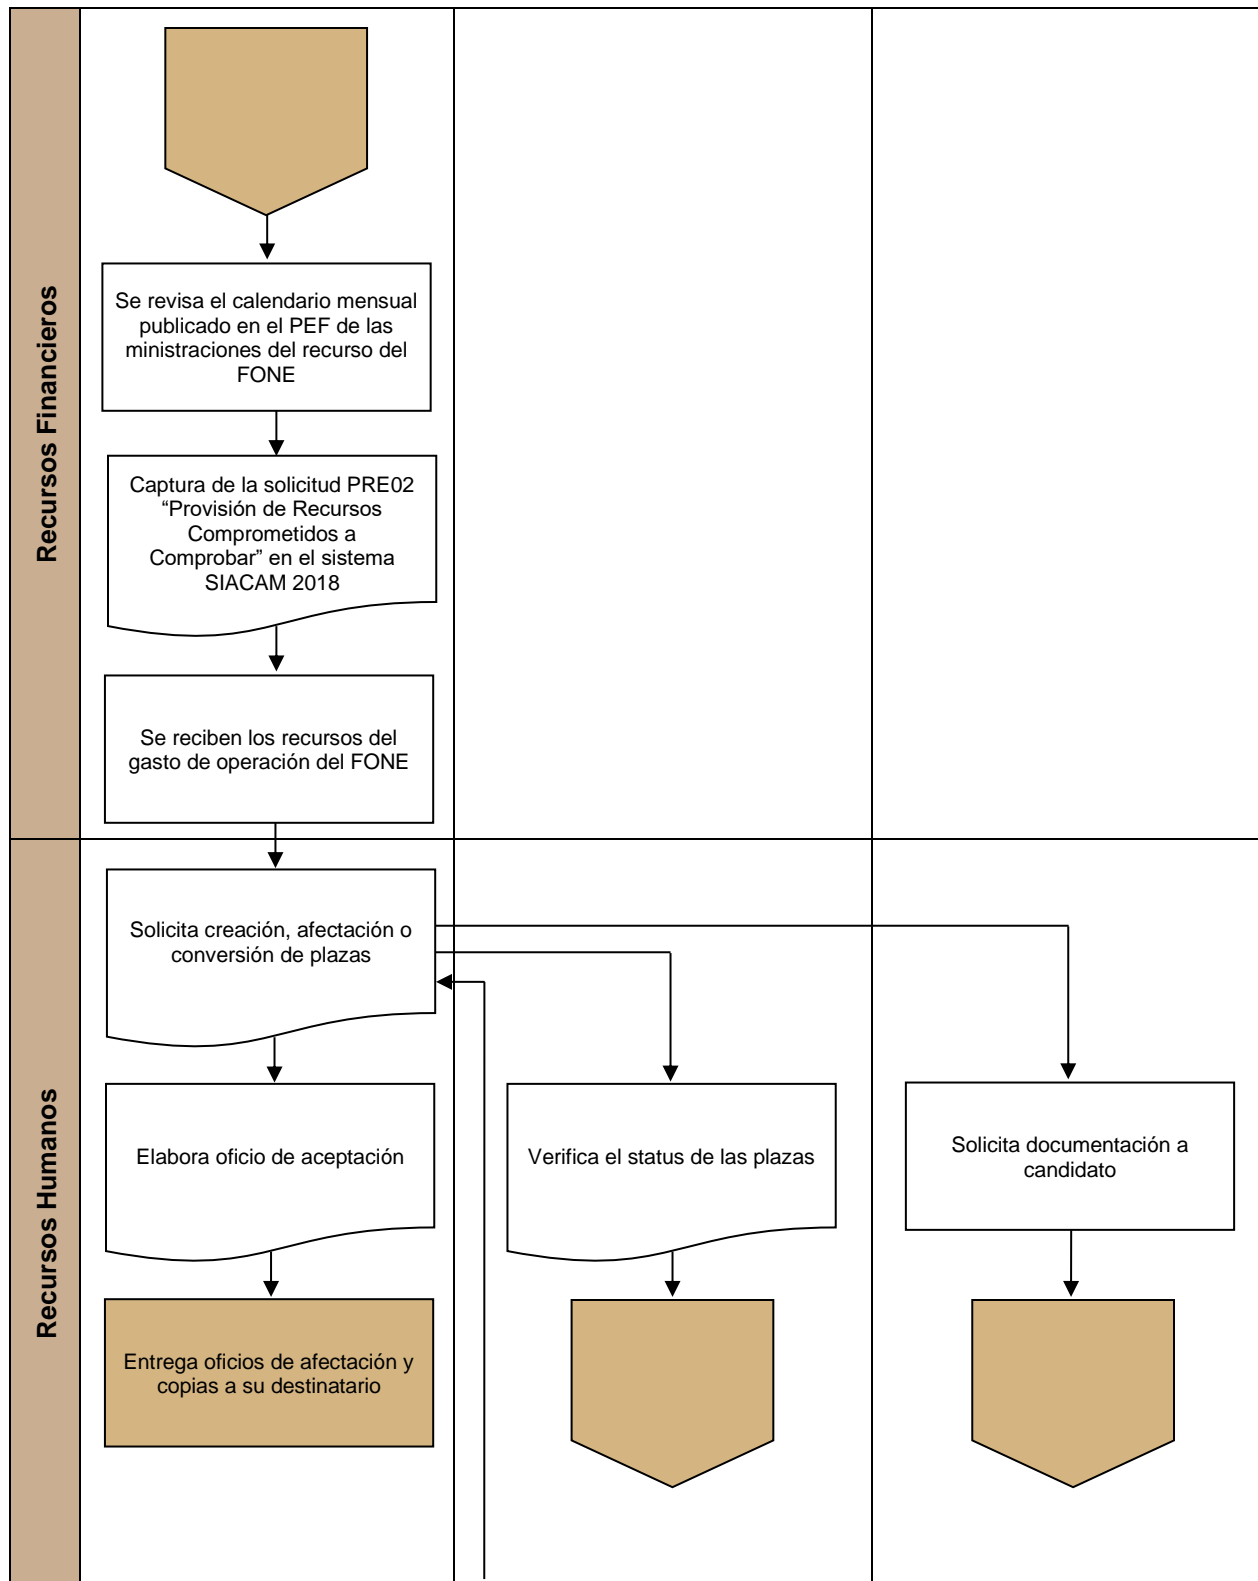 Recursos Financieros
Se revisa el calendario mensual
publicado en el PEF de las
ministraciones del recurso del
FONE
Captura de la solicitud PRE02
“Provisión de Recursos
Comprometidos a
Comprobar” en el sistema
SIACAM 2018
Se reciben los recursos del
gasto de operación del FONE
Recursos Humanos
Solicita creación, afectación o
conversión de plazas
Elabora oficio de aceptación
Verifica el status de las plazas
Solicita documentación a
candidato
Entrega oficios de afectación y
copias a su destinatario